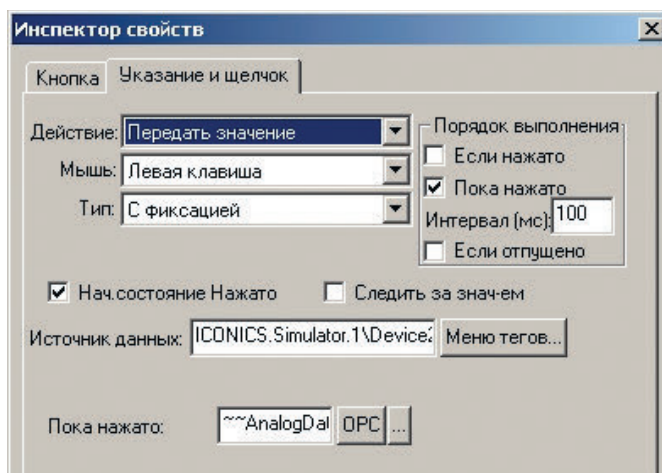 Инспектор свойств
Кнопка Указание и щелчок
Действие: Передать значение
Порядок выполнения
Если нажато
Мышь: Левая клавиша
Пока нажато
Тип: С фиксацией
Интервал (мс): 100
Если отпущено
Нач.состояние Нажато Следить за знач-ем
Источник данных: ICONICS.Simulator.1\Device2 Меню тегов...
Пока нажато: ~~AnalogDat OPC ...